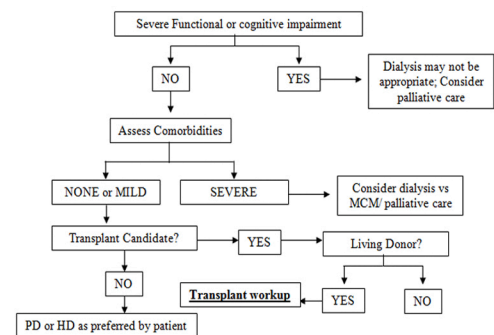 Severe Functional or cognitive impairment
NO
YES
Dialysis may not be
appropriate; Consider
palliative care
Assess Comorbidities
NONE or MILD
SEVERE
Consider dialysis vs
MCM/ palliative care
Transplant Candidate?
YES
Living Donor?
NO
Transplant workup
YES
NO
PD or HD as preferred by patient